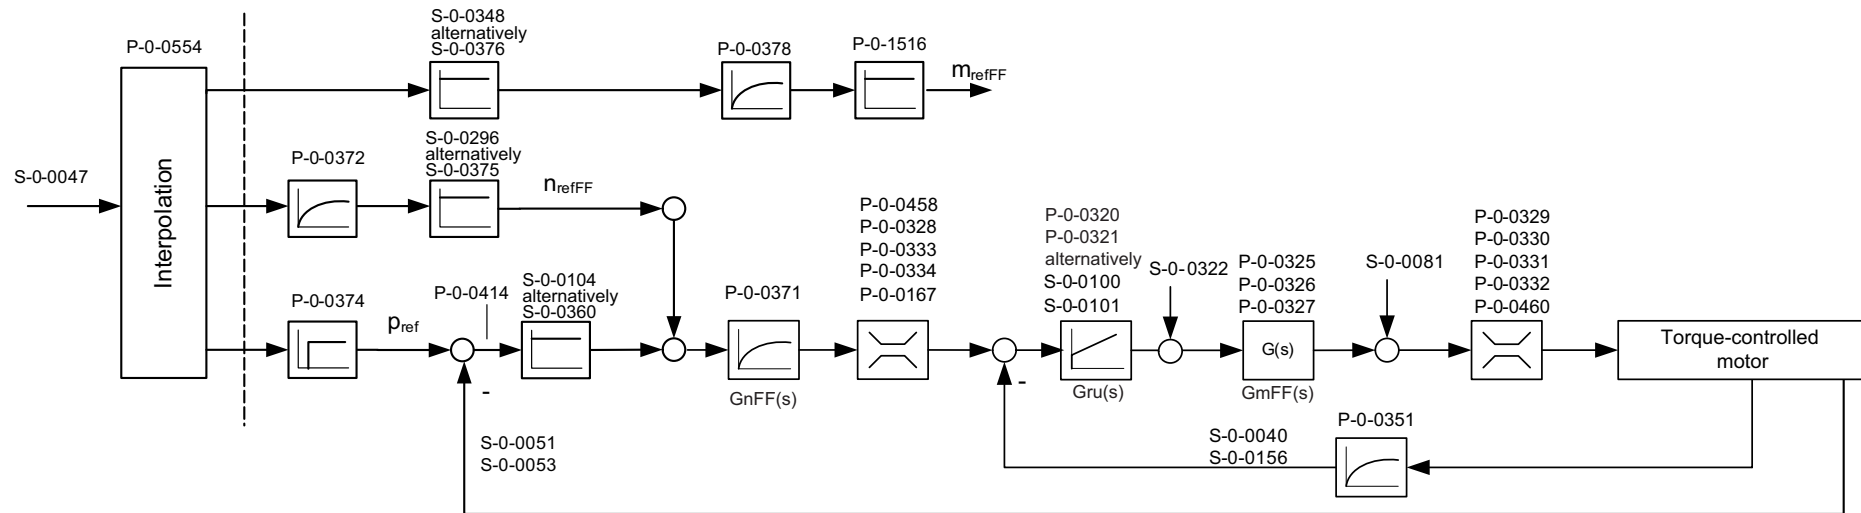 S-0-0047
P-0-0554
Interpolation
S-0-0348
alternatively
S-0-0376
P-0-0378
P-0-1516
mrefFF
P-0-0372
S-0-0296
alternatively
S-0-0375
nrefFF
P-0-0374
pref
P-0-0414
-
S-0-0051
S-0-0053
S-0-0104
alternatively
S-0-0360
P-0-0371
GnFF(s)
P-0-0458
P-0-0328
P-0-0333
P-0-0334
P-0-0167
-
P-0-0320
P-0-0321
alternatively
S-0-0100
S-0-0101
Gru(s)
S-0-0322
P-0-0325
P-0-0326
P-0-0327
G(s)
GmFF(s)
S-0-0081
P-0-0329
P-0-0330
P-0-0331
P-0-0332
P-0-0460
Torque-controlled
motor
P-0-0351
S-0-0040
S-0-0156